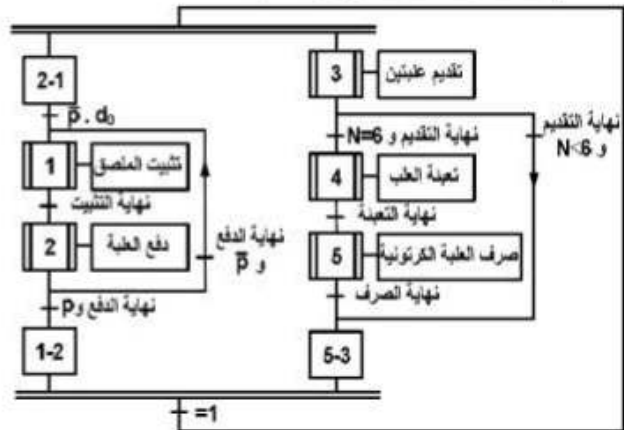 2-1
p̅ . d₀
1
تثبيت الملصق
نهاية التثبيت
2
دفع العلبة
نهاية الدفع
و p̅
نهاية الدفع و p
1-2
3
تقديم علبتين
نهاية التقديم
و N<6
نهاية التقديم و N=6
4
تعبئة العلب
نهاية التعبئة
5
صرف العلبة الكرتونية
نهاية الصرف
5-3
=1